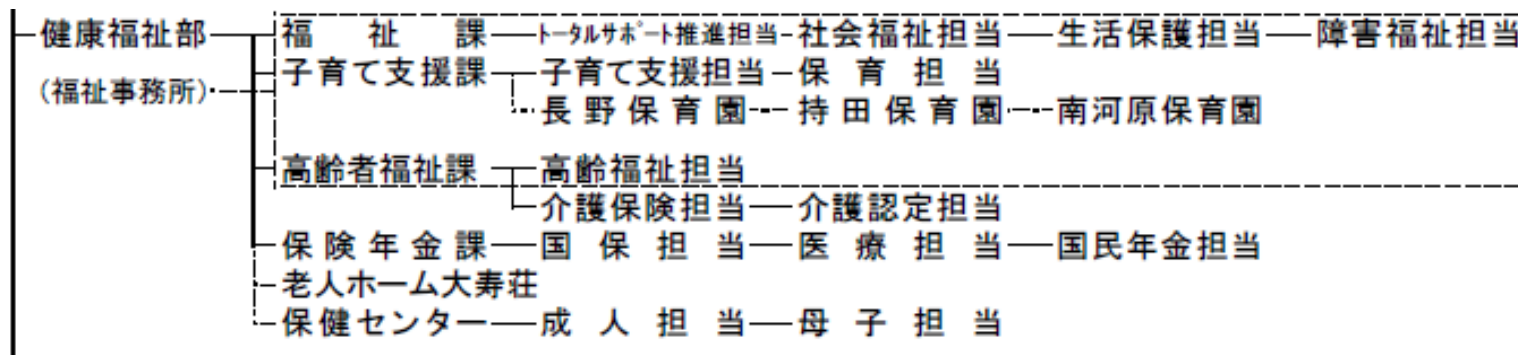 健康福祉部 福祉課 トータルサポート推進担当 社会福祉担当 生活保護担当 障害福祉担当
(福祉事務所) 子育て支援課 子育て支援担当 保育担当
長野保育園 持田保育園 南河原保育園
高齢者福祉課 高齢福祉担当
介護保険担当 介護認定担当
保険年金課 国保担当 医療担当 国民年金担当
老人ホーム大寿荘
保健センター 成人担当 母子担当